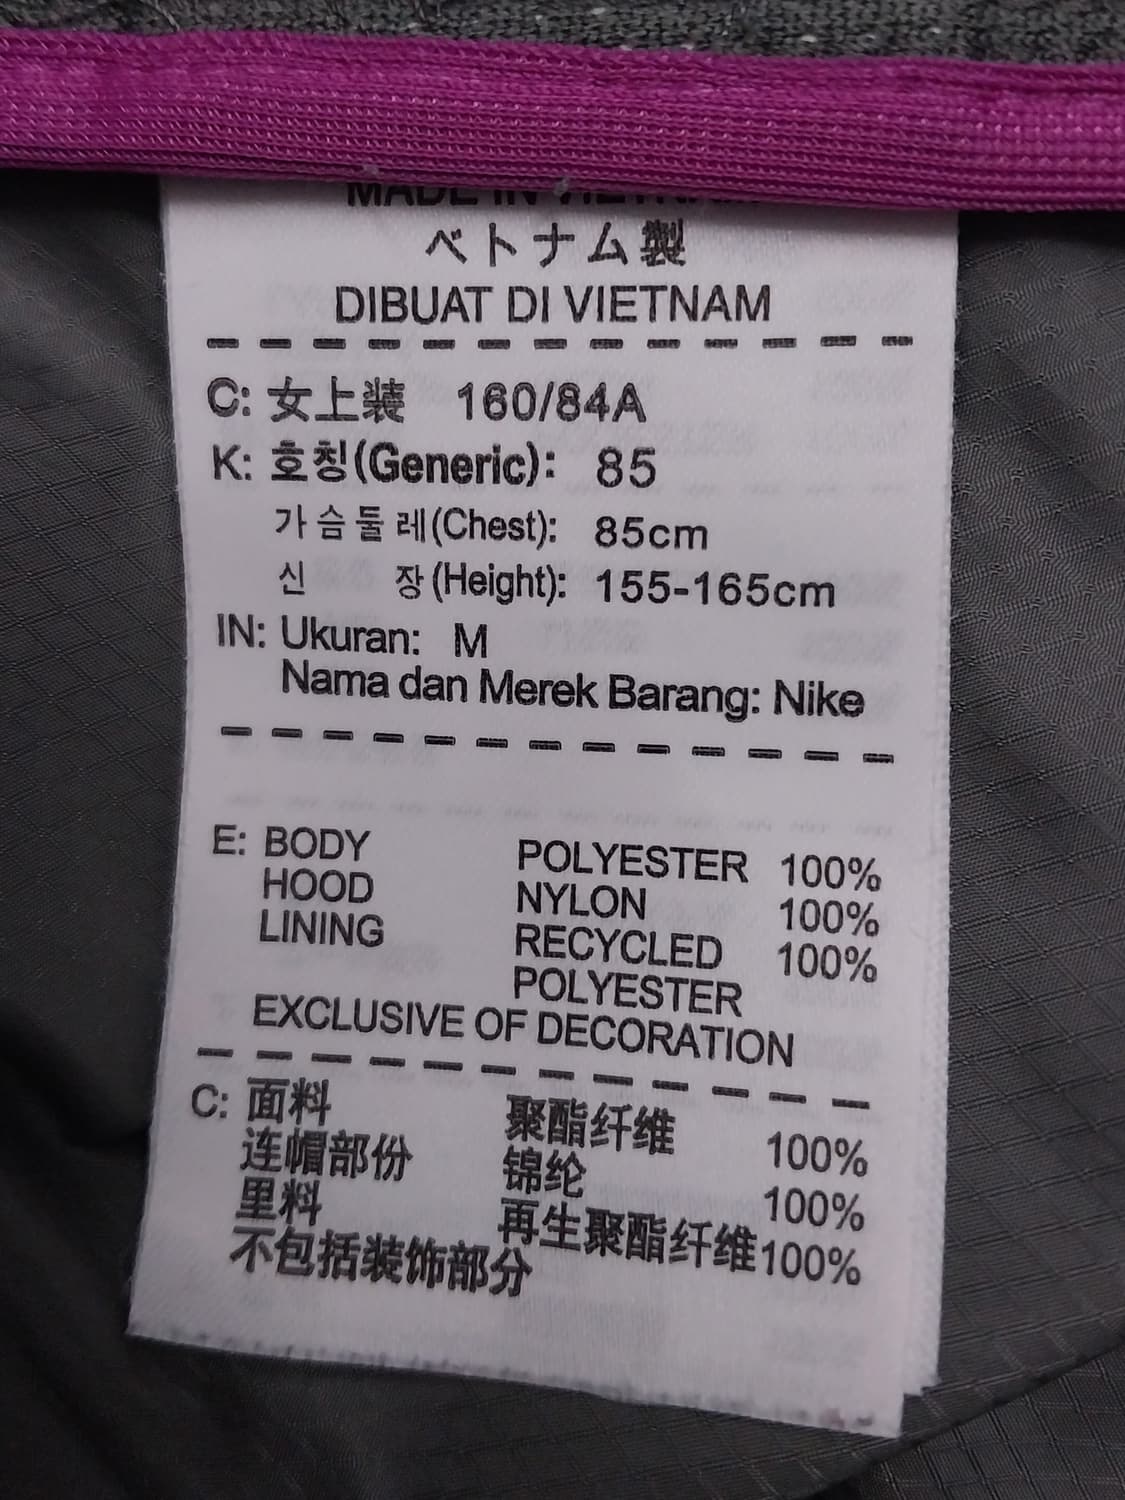 MADE IN VIETNAM
ベトナム製
DIBUAT DI VIETNAM
C: 女上装 160/84A
K: 호칭(Generic): 85
가슴둘레(Chest): 85cm
신 장(Height): 155-165cm
IN: Ukuran: M
Nama dan Merek Barang: Nike
E: BODY POLYESTER 100%
HOOD NYLON 100%
LINING RECYCLED 100%
POLYESTER
EXCLUSIVE OF DECORATION
C: 面料 聚酯纤维 100%
连帽部份 锦纶 100%
里料 再生聚酯纤维 100%
不包括装饰部分